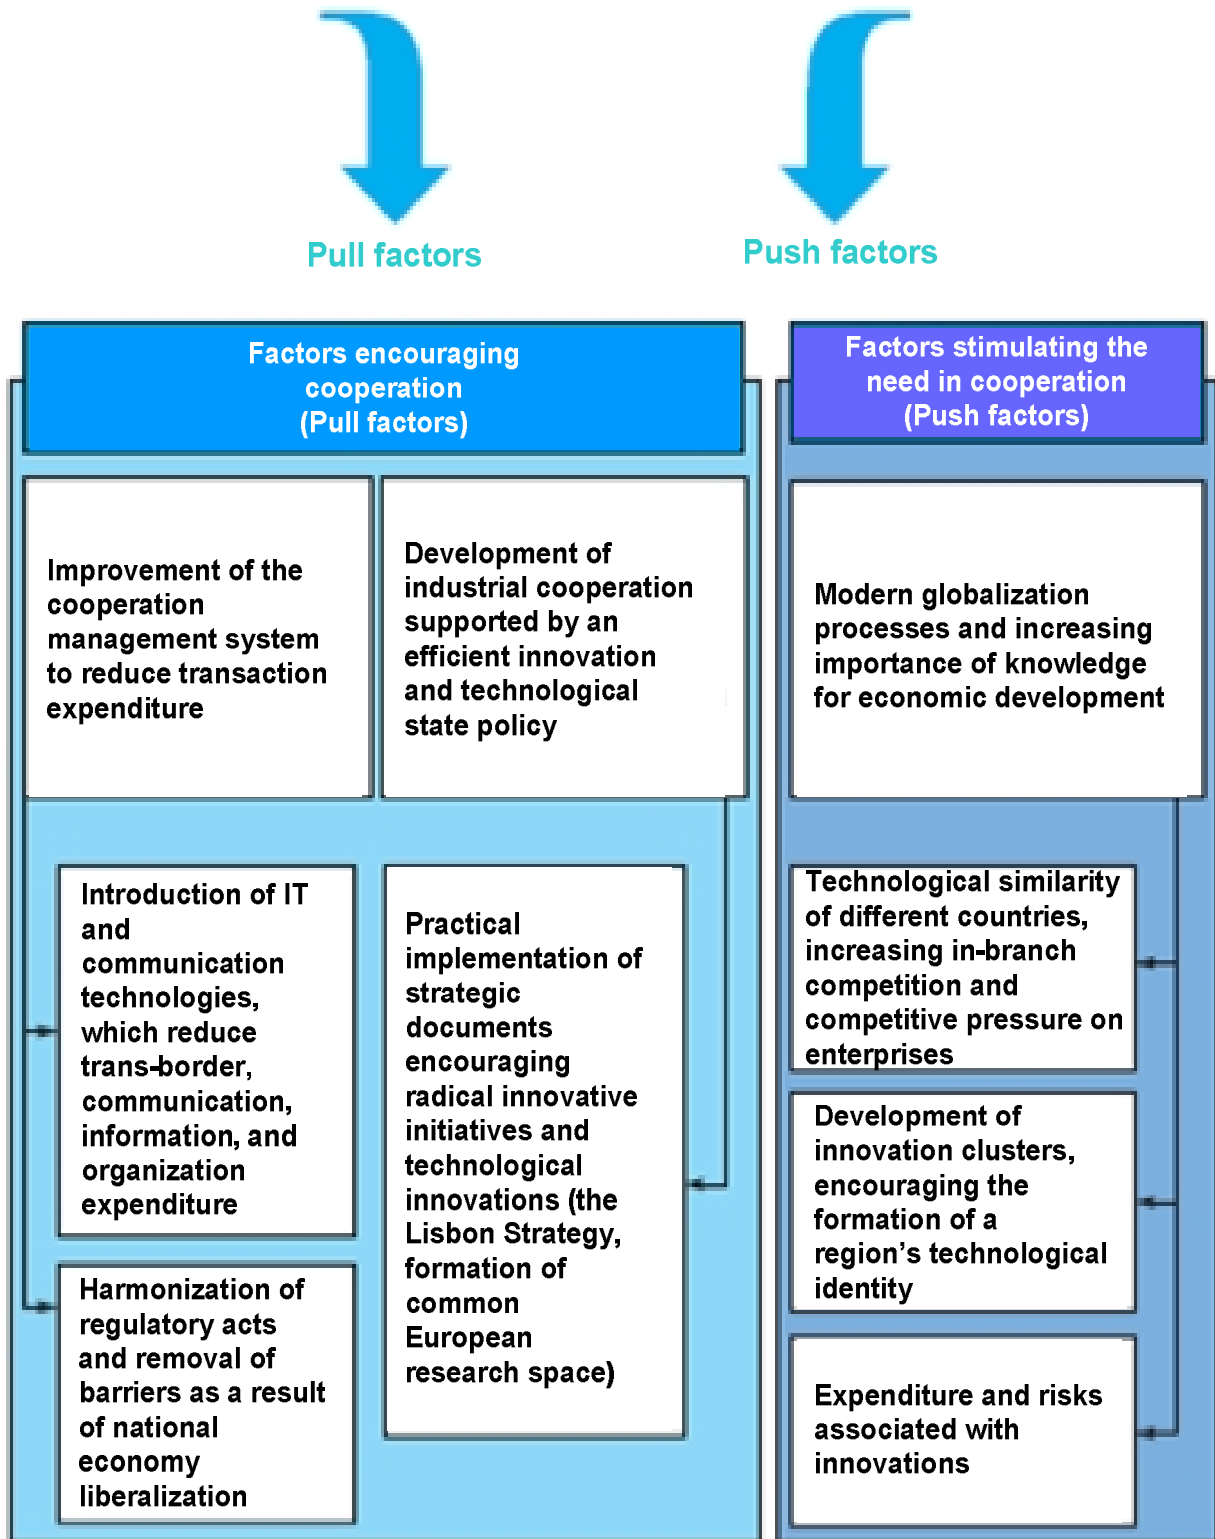 Pull factors
Push factors
Factors encouraging
cooperation
(Pull factors)
Factors stimulating the
need in cooperation
(Push factors)
Improvement of the
cooperation
management system
to reduce transaction
expenditure
Development of
industrial cooperation
supported by an
efficient innovation
and technological
state policy
Modern globalization
processes and increasing
importance of knowledge
for economic development
Introduction of IT
and
communication
technologies,
which reduce
trans-border,
communication,
information, and
organization
expenditure
Harmonization of
regulatory acts
and removal of
barriers as a result
of national
economy
liberalization
Practical
implementation of
strategic
documents
encouraging
radical innovative
initiatives and
technological
innovations (the
Lisbon Strategy,
formation of
common
European
research space)
Technological similarity
of different countries,
increasing in-branch
competition and
competitive pressure on
enterprises
Development of
innovation clusters,
encouraging the
formation of a
region’s technological
identity
Expenditure and risks
associated with
innovations